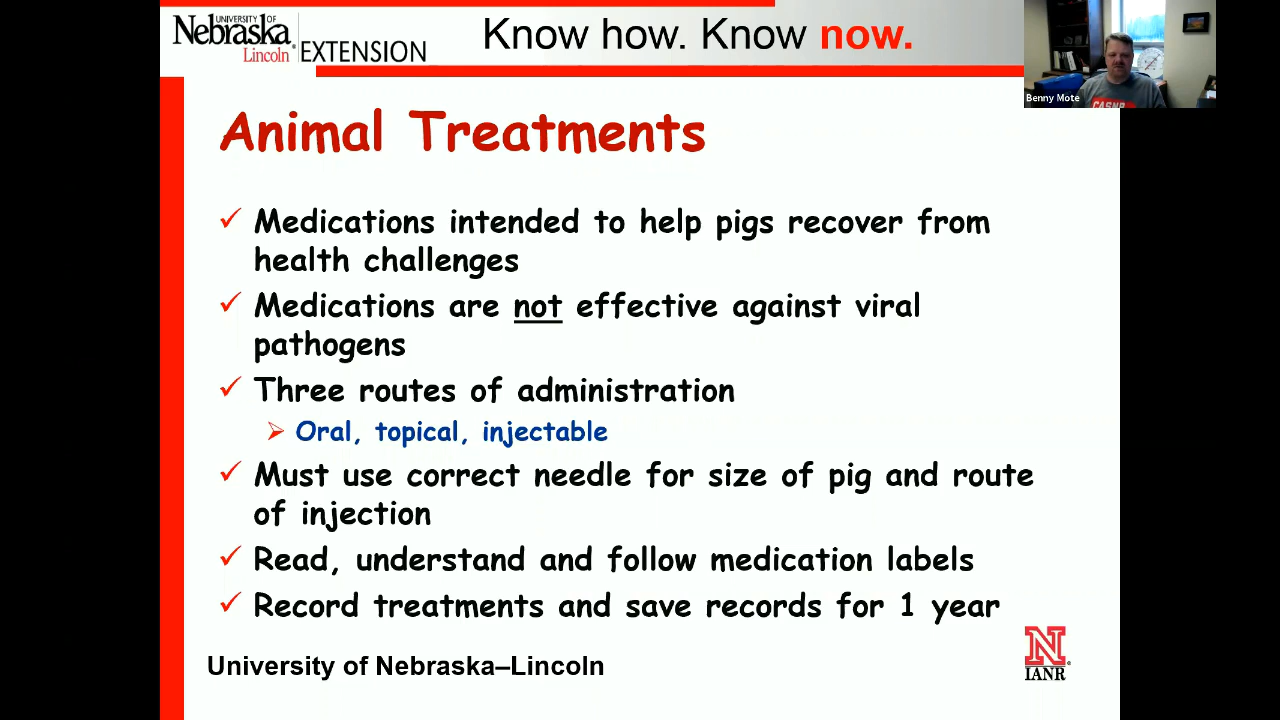 UNIVERSITY OF
Nebraska
Lincoln
EXTENSION
Know how. Know now.
Benny Mote
CASNR
Animal Treatments
Medications intended to help pigs recover from
health challenges
Medications are not effective against viral
pathogens
Three routes of administration
Oral, topical, injectable
Must use correct needle for size of pig and route
of injection
Read, understand and follow medication labels
Record treatments and save records for 1 year
University of Nebraska–Lincoln
N
IANR